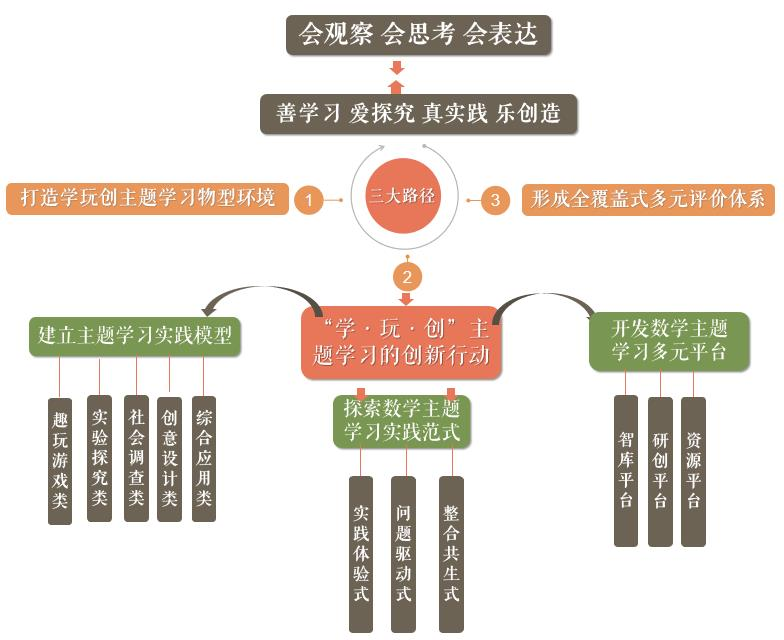 会观察 会思考 会表达
善学习 爱探究 真实践 乐创造
三大路径
打造学玩创主题学习物型环境
1
3
形成全覆盖式多元评价体系
2
“学·玩·创”主
题学习的创新行动
建立主题学习实践模型
开发数学主题
学习多元平台
探索数学主题
学习实践范式
趣玩游戏类
实验探究类
社会调查类
创意设计类
综合应用类
实践体验式
问题驱动式
整合共生式
智库平台
研创平台
资源平台